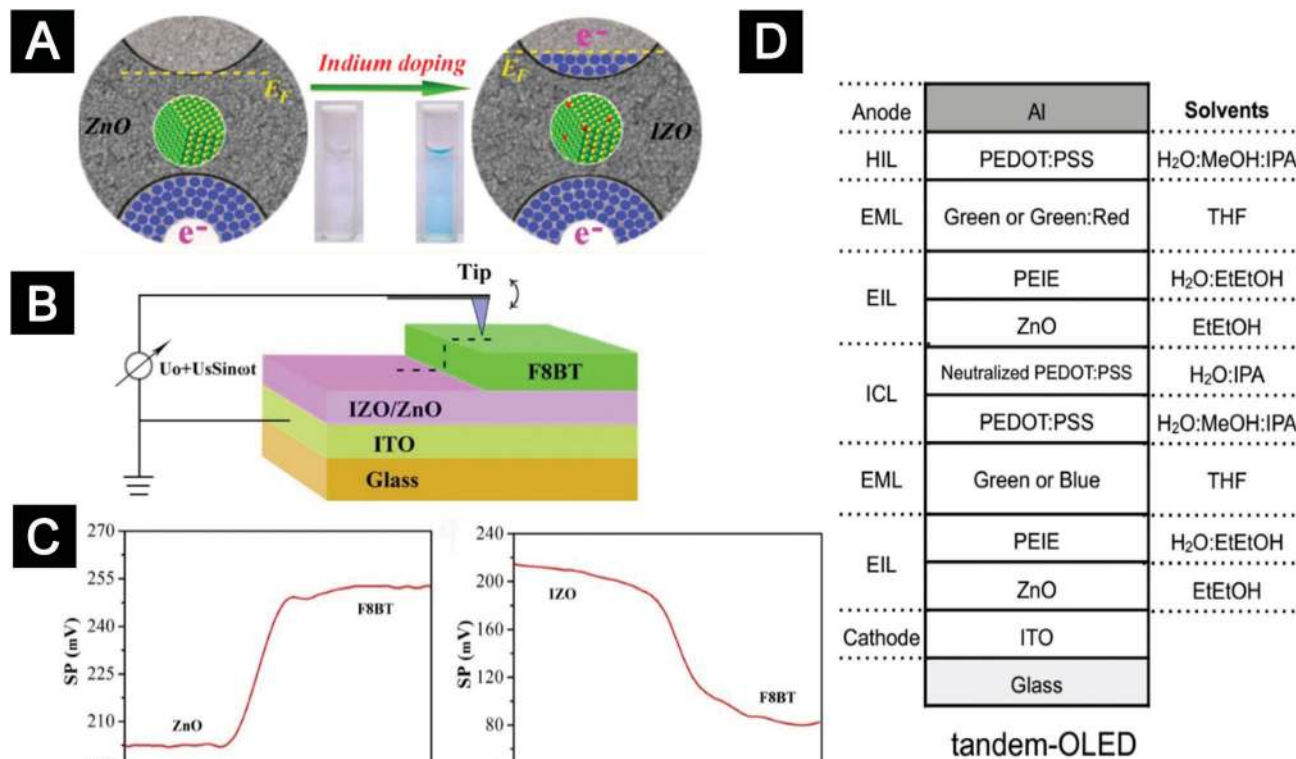 A
Indium doping
ZnO
E_F
e⁻
IZO
E_F
e⁻
e⁻
B
Tip
Uo+UsSinωt
F8BT
IZO/ZnO
ITO
Glass
C
270
255
240
225
210
SP (mV)
ZnO
F8BT
240
200
160
120
80
SP (mV)
IZO
F8BT
D
Anode Al Solvents
HIL PEDOT:PSS H₂O:MeOH:IPA
EML Green or Green:Red THF
EIL PEIE H₂O:EtEtOH
ZnO EtEtOH
ICL Neutralized PEDOT:PSS H₂O:IPA
PEDOT:PSS H₂O:MeOH:IPA
EML Green or Blue THF
EIL PEIE H₂O:EtEtOH
ZnO EtEtOH
Cathode ITO
Glass
tandem-OLED